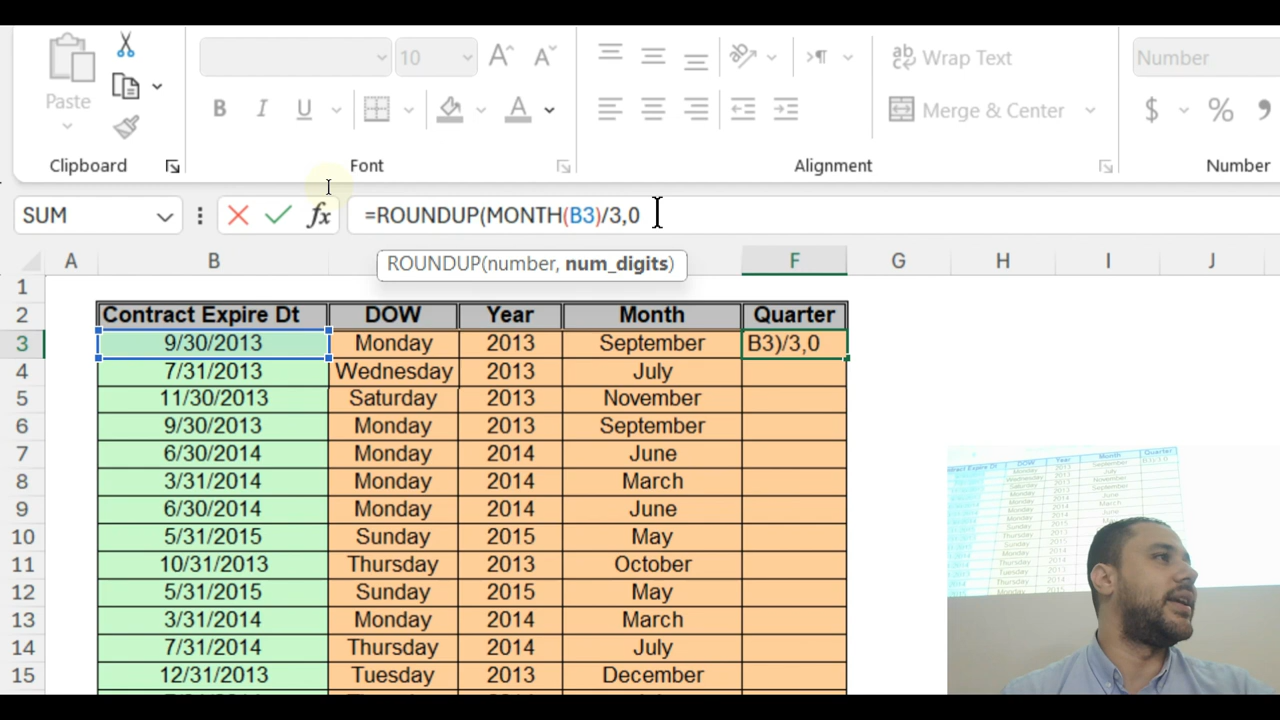 10
Wrap Text
Number
Paste
B I U
Merge & Center
$ %
Clipboard
Font
Alignment
Number
SUM
fx
=ROUNDUP(MONTH(B3)/3,0
ROUNDUP(number, num_digits)
A B F G H I J
1
2 Contract Expire Dt DOW Year Month Quarter
3 9/30/2013 Monday 2013 September B3)/3,0
4 7/31/2013 Wednesday 2013 July
5 11/30/2013 Saturday 2013 November
6 9/30/2013 Monday 2013 September
7 6/30/2014 Monday 2014 June
8 3/31/2014 Monday 2014 March
9 6/30/2014 Monday 2014 June
10 5/31/2015 Sunday 2015 May
11 10/31/2013 Thursday 2013 October
12 5/31/2015 Sunday 2015 May
13 3/31/2014 Monday 2014 March
14 7/31/2014 Thursday 2014 July
15 12/31/2013 Tuesday 2013 December